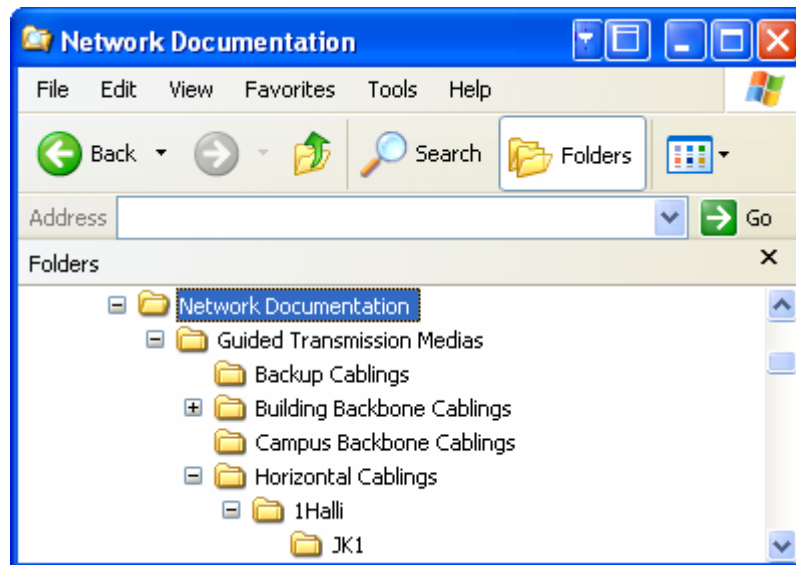 Network Documentation
File Edit View Favorites Tools Help
Back Search Folders
Address Go
Folders
Network Documentation
Guided Transmission Medias
Backup Cablings
Building Backbone Cablings
Campus Backbone Cablings
Horizontal Cablings
1Halli
JK1